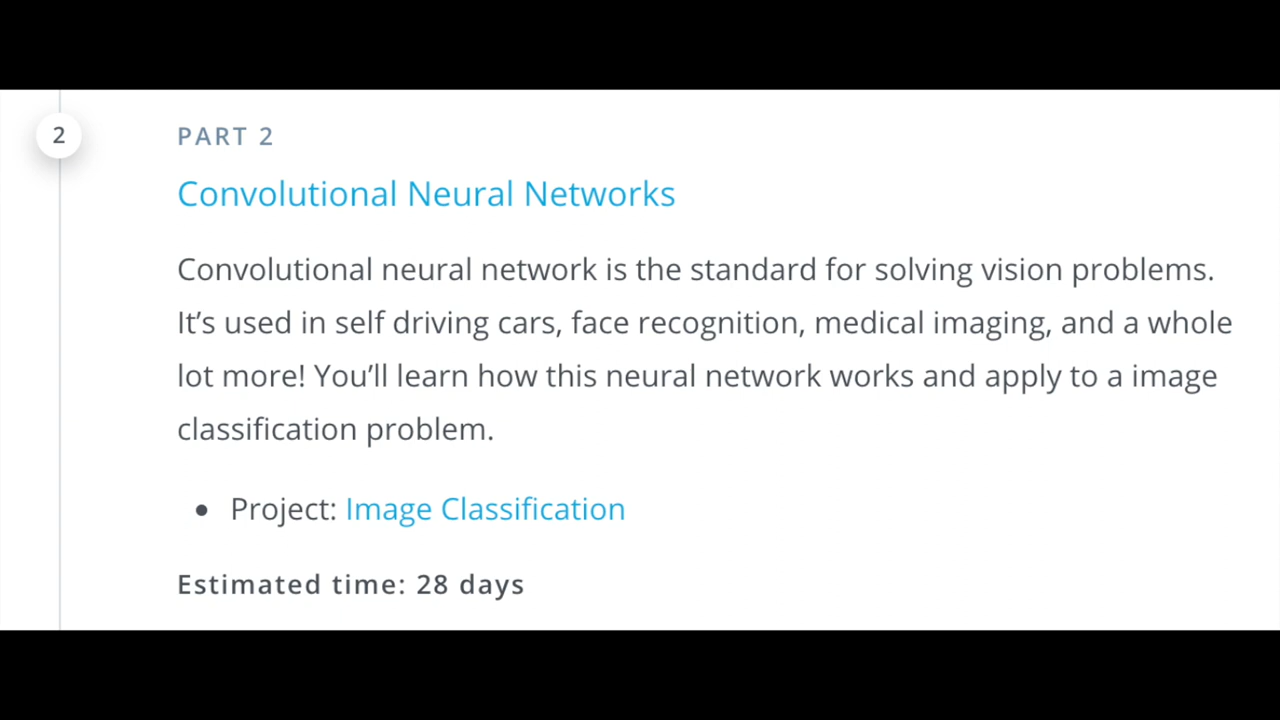 2
PART 2
Convolutional Neural Networks
Convolutional neural network is the standard for solving vision problems.
It’s used in self driving cars, face recognition, medical imaging, and a whole
lot more! You’ll learn how this neural network works and apply to a image
classification problem.
• Project: Image Classification
Estimated time: 28 days